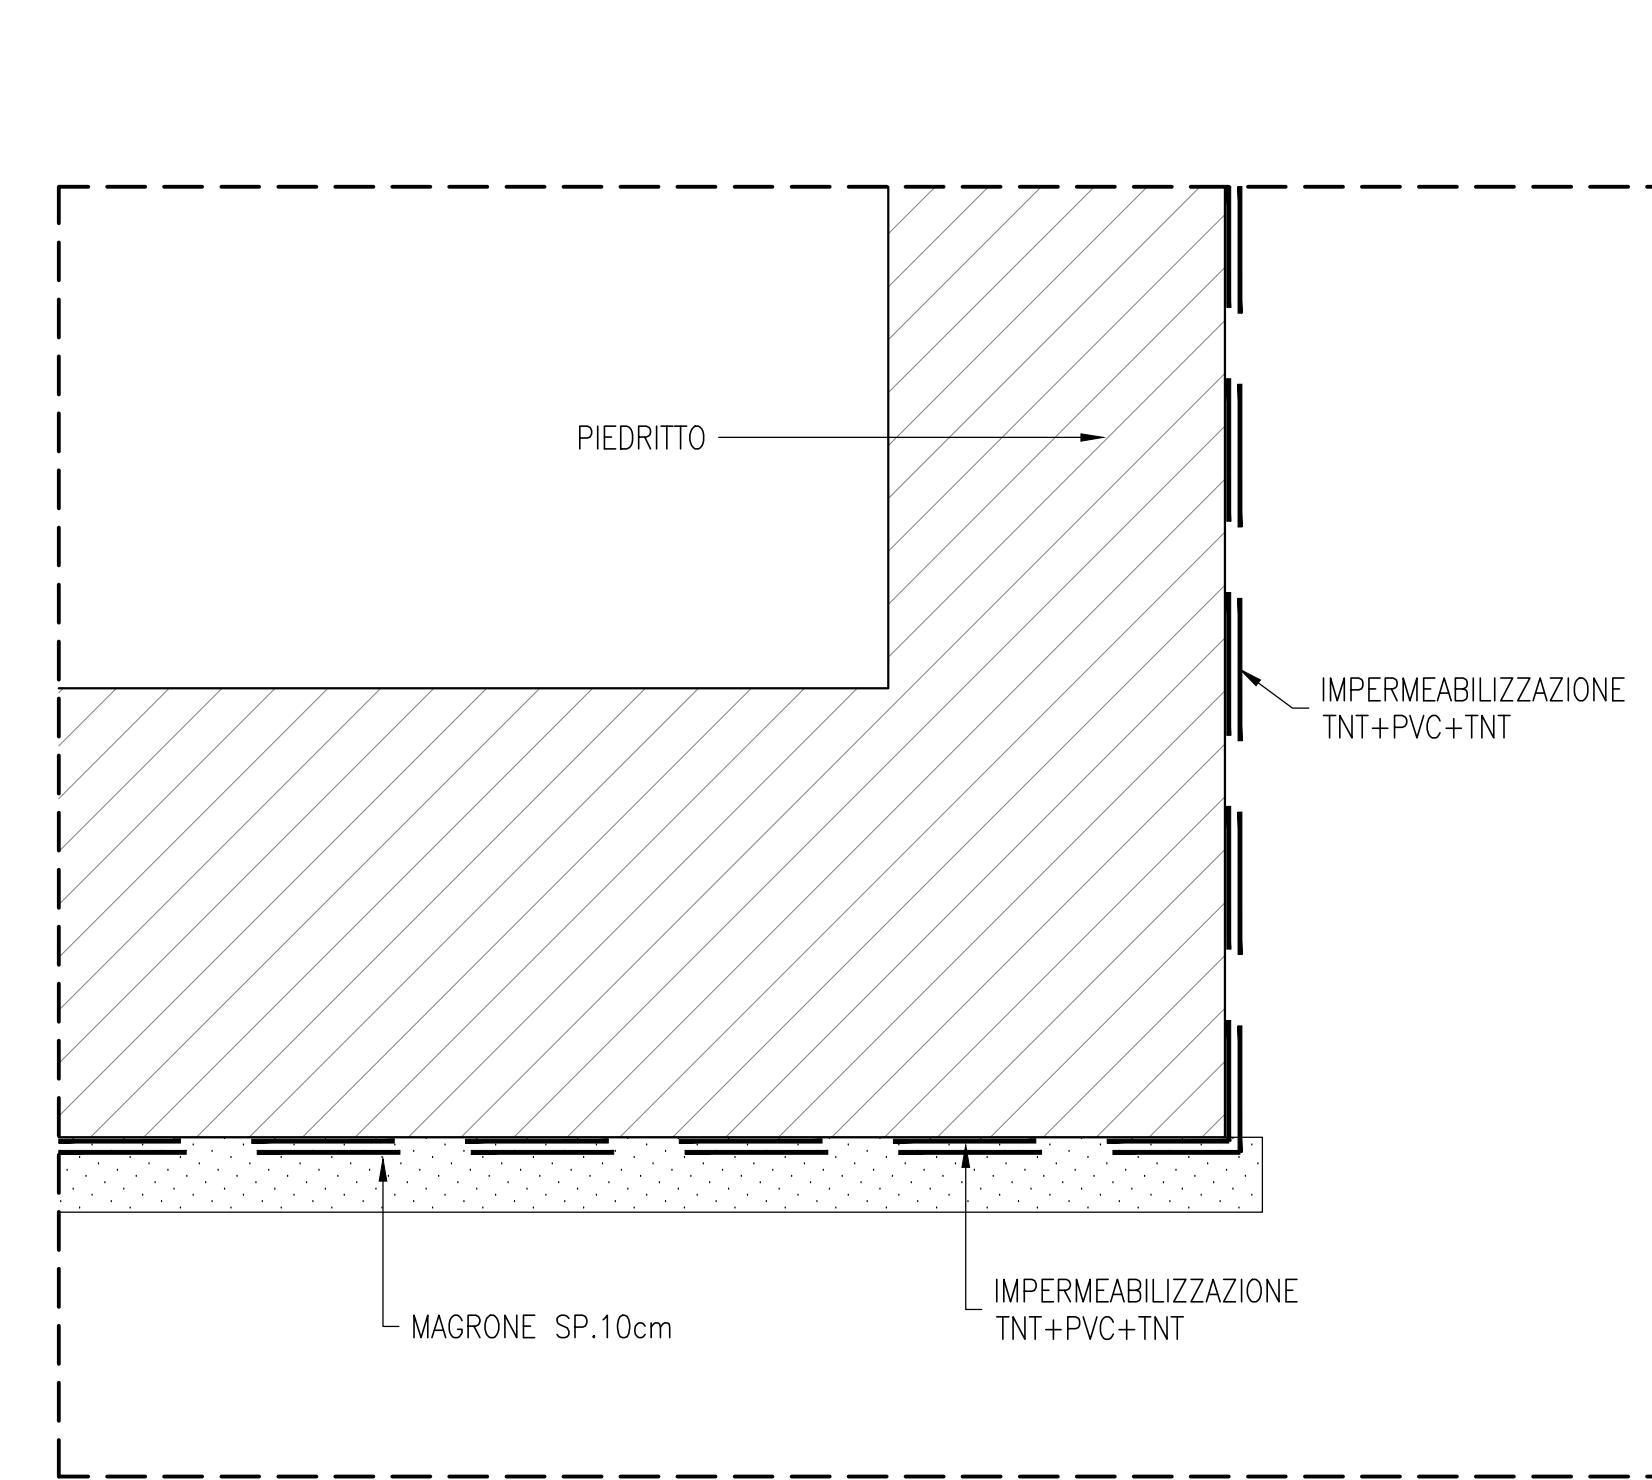 PIEDRITTO
IMPERMEABILIZZAZIONE
TNT+PVC+TNT
IMPERMEABILIZZAZIONE
TNT+PVC+TNT
MAGRONE SP.10cm